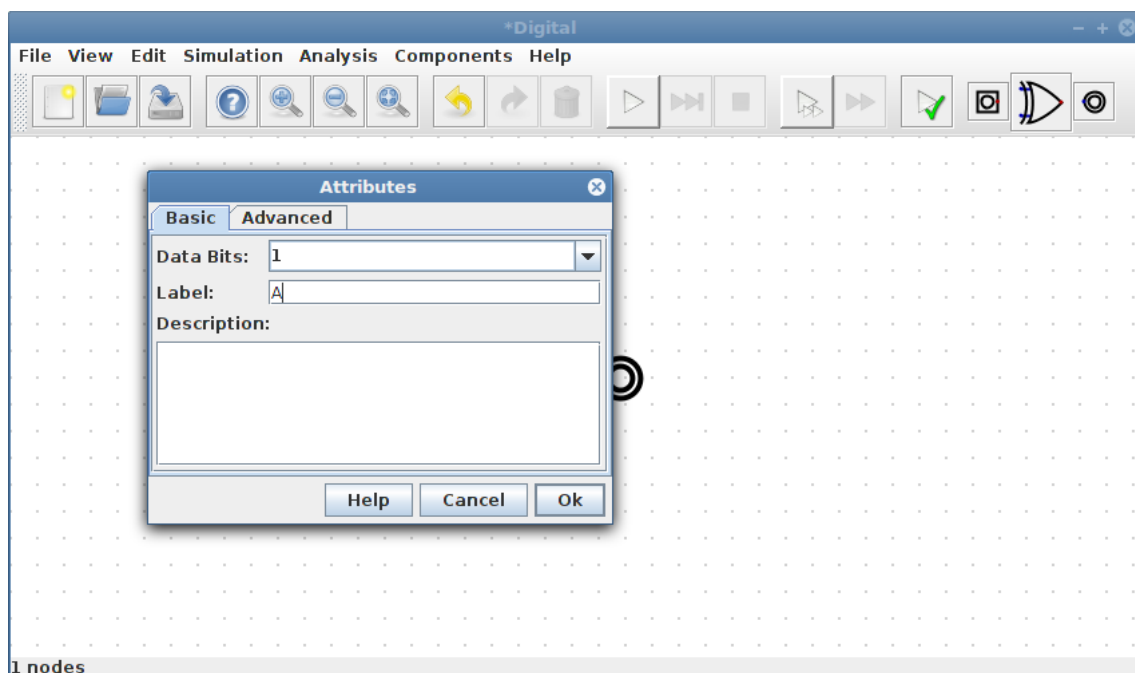 *Digital
File View Edit Simulation Analysis Components Help
Attributes
Basic Advanced
Data Bits: 1
Label: A
Description:
Help Cancel Ok
1 nodes